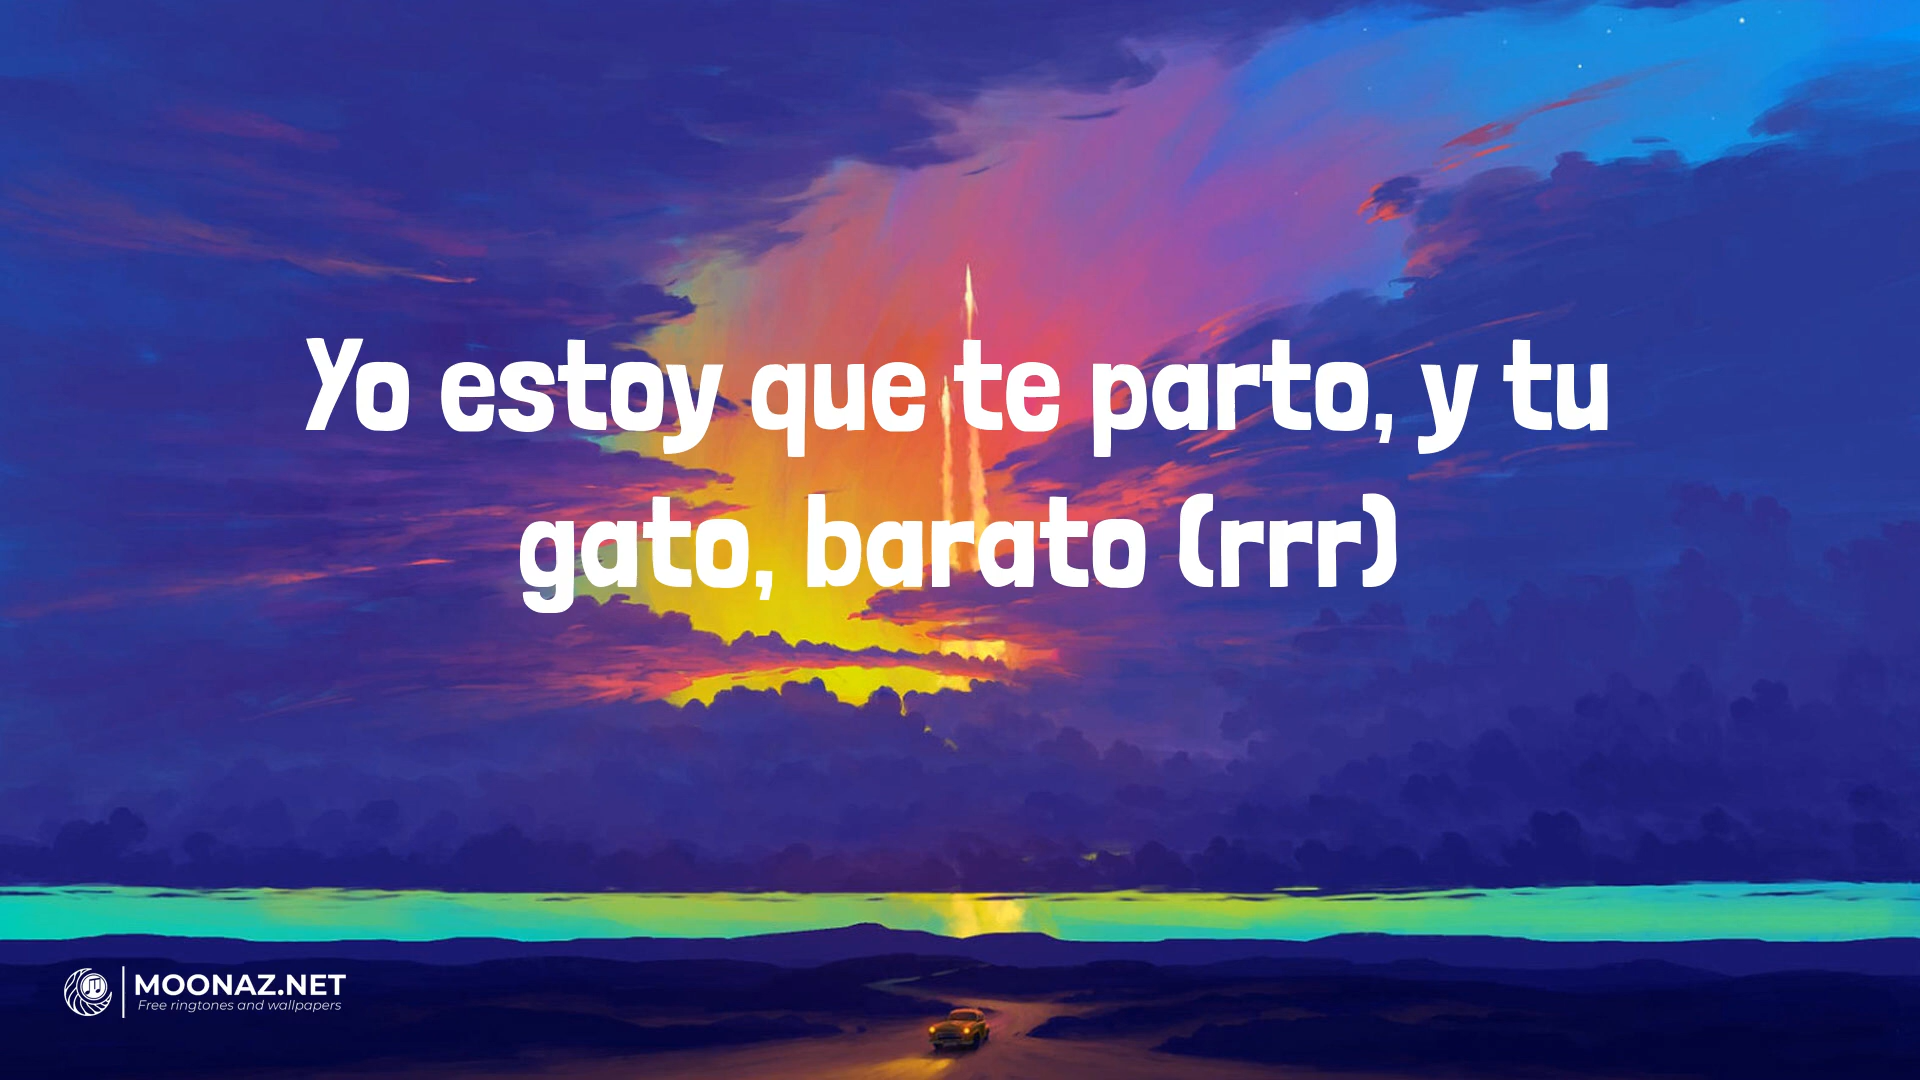 Yo estoy que te parto, y tu
gato, barato (rrr)
MOONAZ.NET
Free ringtones and wallpapers